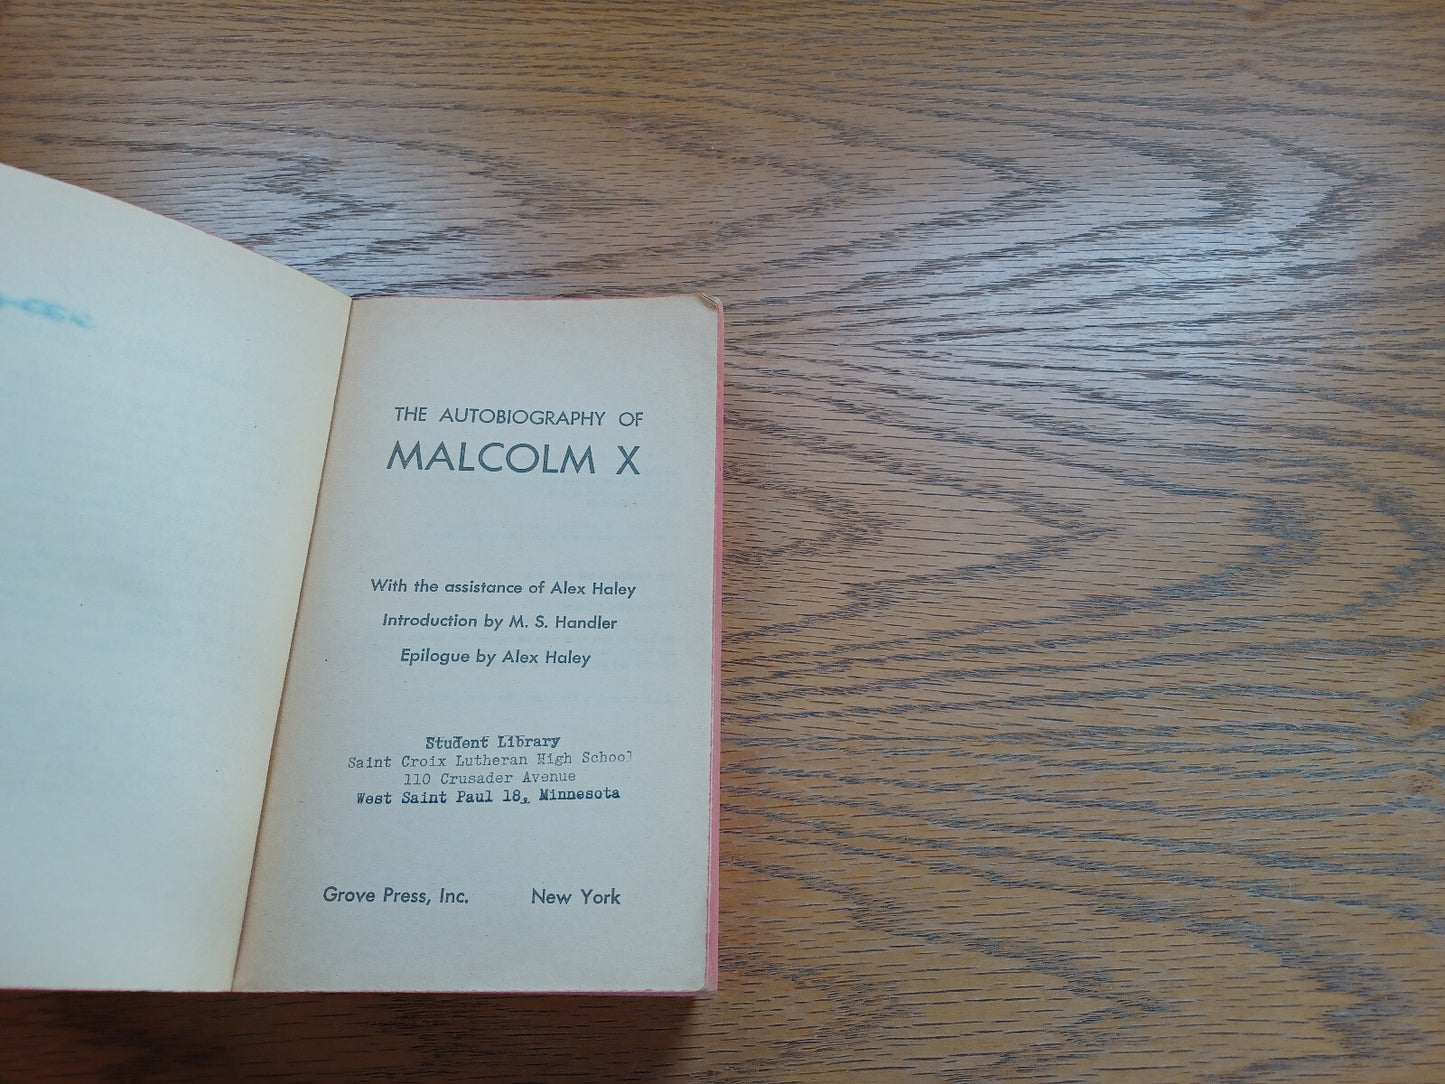 THE AUTOBIOGRAPHY OF
MALCOLM X
With the assistance of Alex Haley
Introduction by M. S. Handler
Epilogue by Alex Haley
Student Library
Saint Croix Lutheran High School
110 Crusader Avenue
West Saint Paul 18, Minnesota
Grove Press, Inc. New York